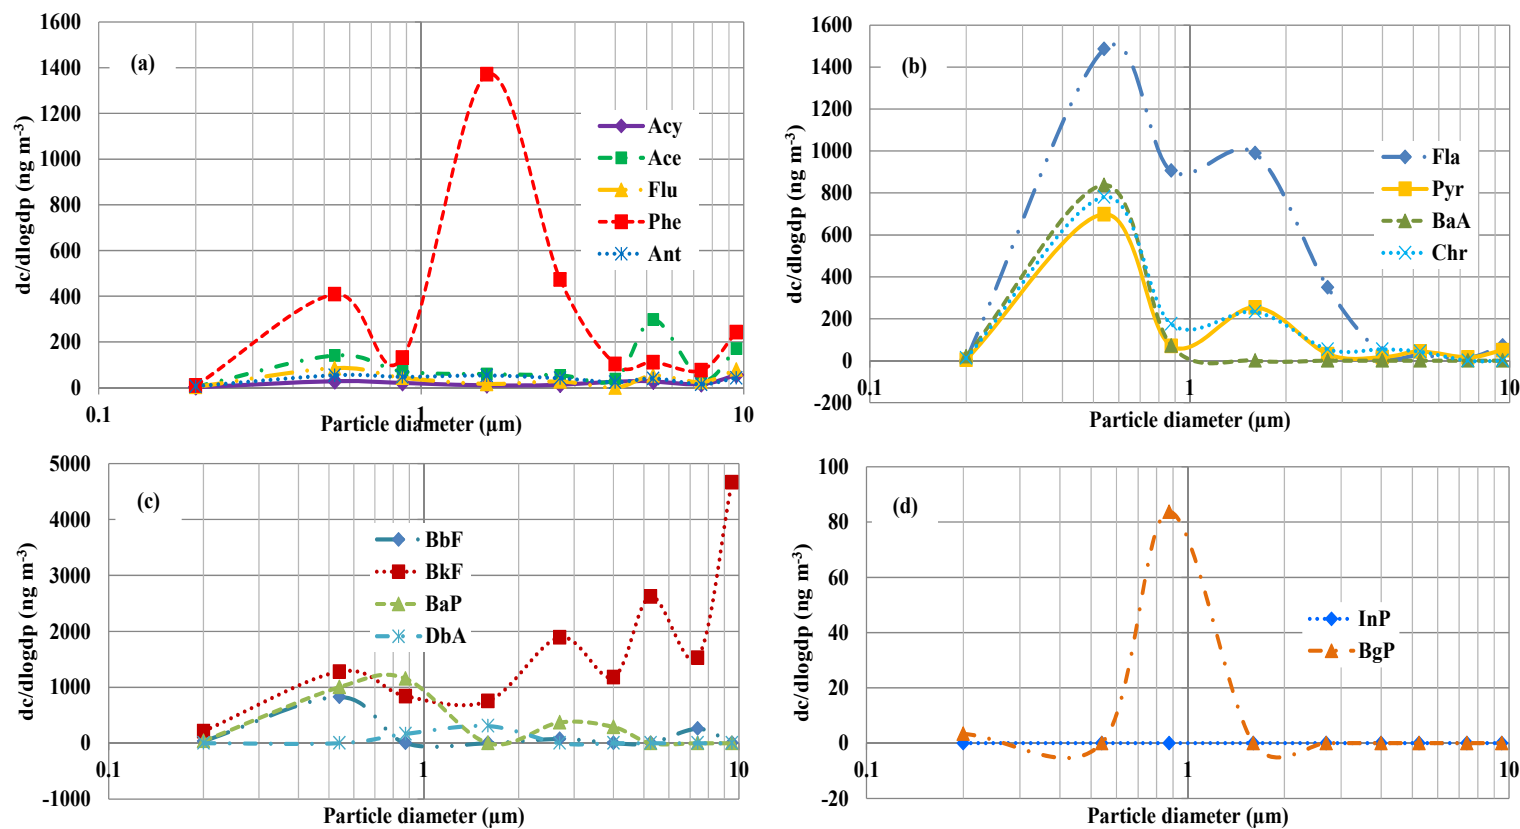 1600
1400
1200
1000
800
600
400
200
0
dc/dlogdp (ng m-3)
(a)
Acy
Ace
Flu
Phe
Ant
0.1
1
10
Particle diameter (µm)
1600
1400
1200
1000
800
600
400
200
0
-200
dc/dlogdp (ng m-3)
(b)
Fla
Pyr
BaA
Chr
0.1
1
10
Particle diameter (µm)
5000
4000
3000
2000
1000
0
-1000
dc/dlogdp (ng m-3)
(c)
BbF
BkF
BaP
DbA
0.1
1
10
Particle diameter (µm)
100
80
60
40
20
0
-20
dc/dlogdp (ng m-3)
(d)
InP
BgP
0.1
1
10
Particle diameter (µm)